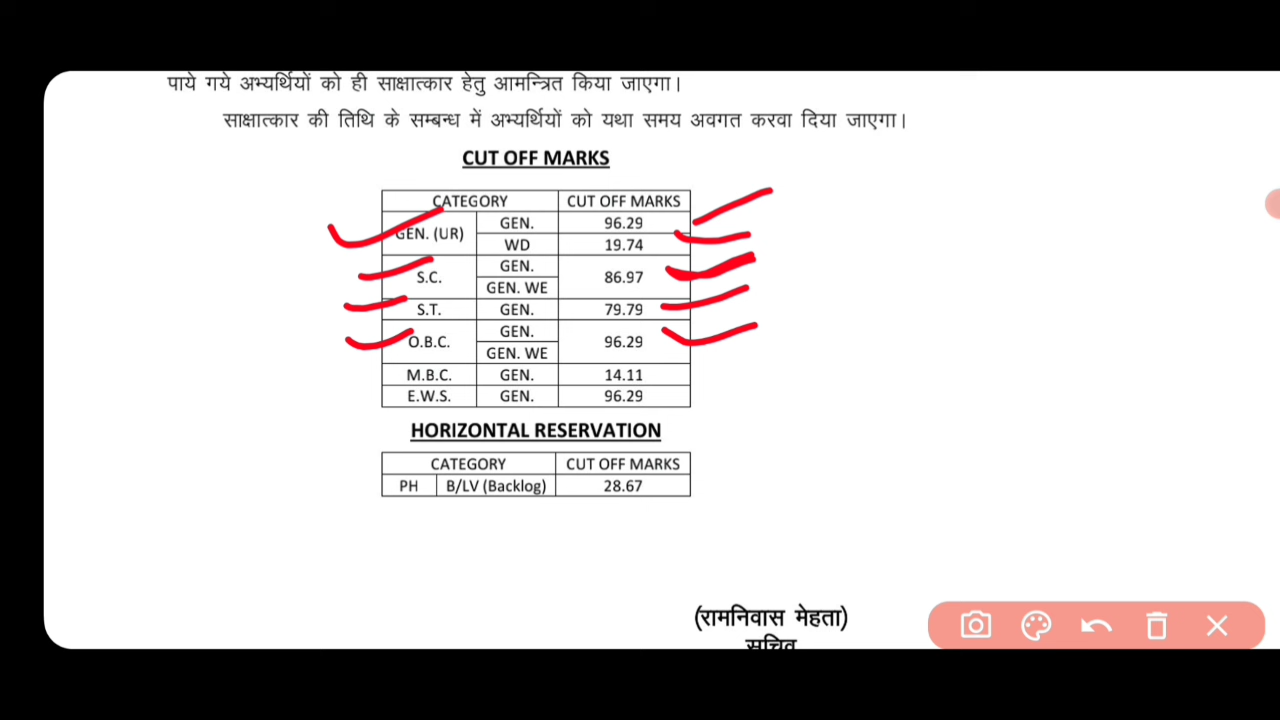 पाये गये अभ्यर्थियों को ही साक्षात्कार हेतु आमन्त्रित किया जाएगा।
साक्षात्कार की तिथि के सम्बन्ध में अभ्यर्थियों को यथा समय अवगत करवा दिया जाएगा।
CUT OFF MARKS
CATEGORY CUT OFF MARKS
GEN. (UR) GEN. 96.29
WD 19.74
S.C. GEN. 86.97
GEN. WE
S.T. GEN. 79.79
O.B.C. GEN. 96.29
GEN. WE
M.B.C. GEN. 14.11
E.W.S. GEN. 96.29
HORIZONTAL RESERVATION
CATEGORY CUT OFF MARKS
PH B/LV (Backlog) 28.67
(रामनिवास मेहता)
सचिव